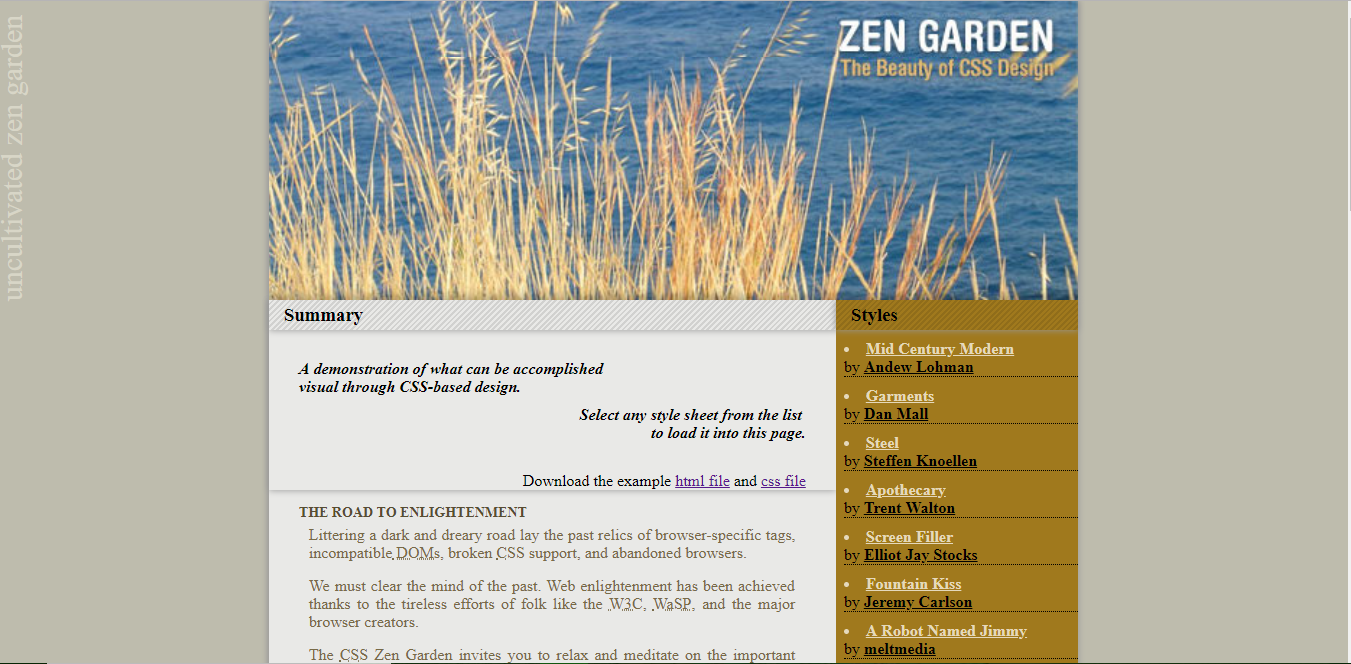 uncultivated zen garden
ZEN GARDEN
The Beauty of CSS Design
Summary
A demonstration of what can be accomplished
visual through CSS-based design.
Select any style sheet from the list
to load it into this page.
Download the example html file and css file
THE ROAD TO ENLIGHTENMENT
Littering a dark and dreary road lay the past relics of browser-specific tags,
incompatible DOMs, broken CSS support, and abandoned browsers.
We must clear the mind of the past. Web enlightenment has been achieved
thanks to the tireless efforts of folk like the W3C, WaSP, and the major
browser creators.
The CSS Zen Garden invites you to relax and meditate on the important
Styles
• Mid Century Modern
by Andew Lohman
• Garments
by Dan Mall
• Steel
by Steffen Knoellen
• Apothecary
by Trent Walton
• Screen Filler
by Elliot Jay Stocks
• Fountain Kiss
by Jeremy Carlson
• A Robot Named Jimmy
by meltmedia